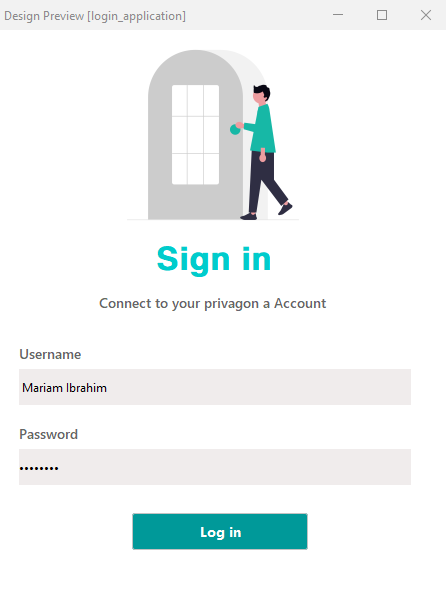 Design Preview [login_application]
Sign in
Connect to your privagon a Account
Username
Mariam Ibrahim
Password
••••••••
Log in